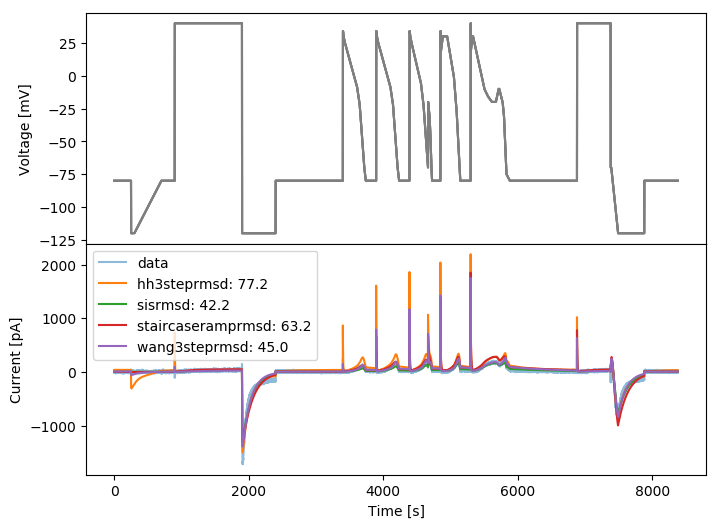 Voltage [mV]
25
0
−25
−50
−75
−100
−125
Current [pA]
2000
1000
0
−1000
data
hh3steprmsd: 77.2
sisrmsd: 42.2
staircaseramprmsd: 63.2
wang3steprmsd: 45.0
0
2000
4000
6000
8000
Time [s]